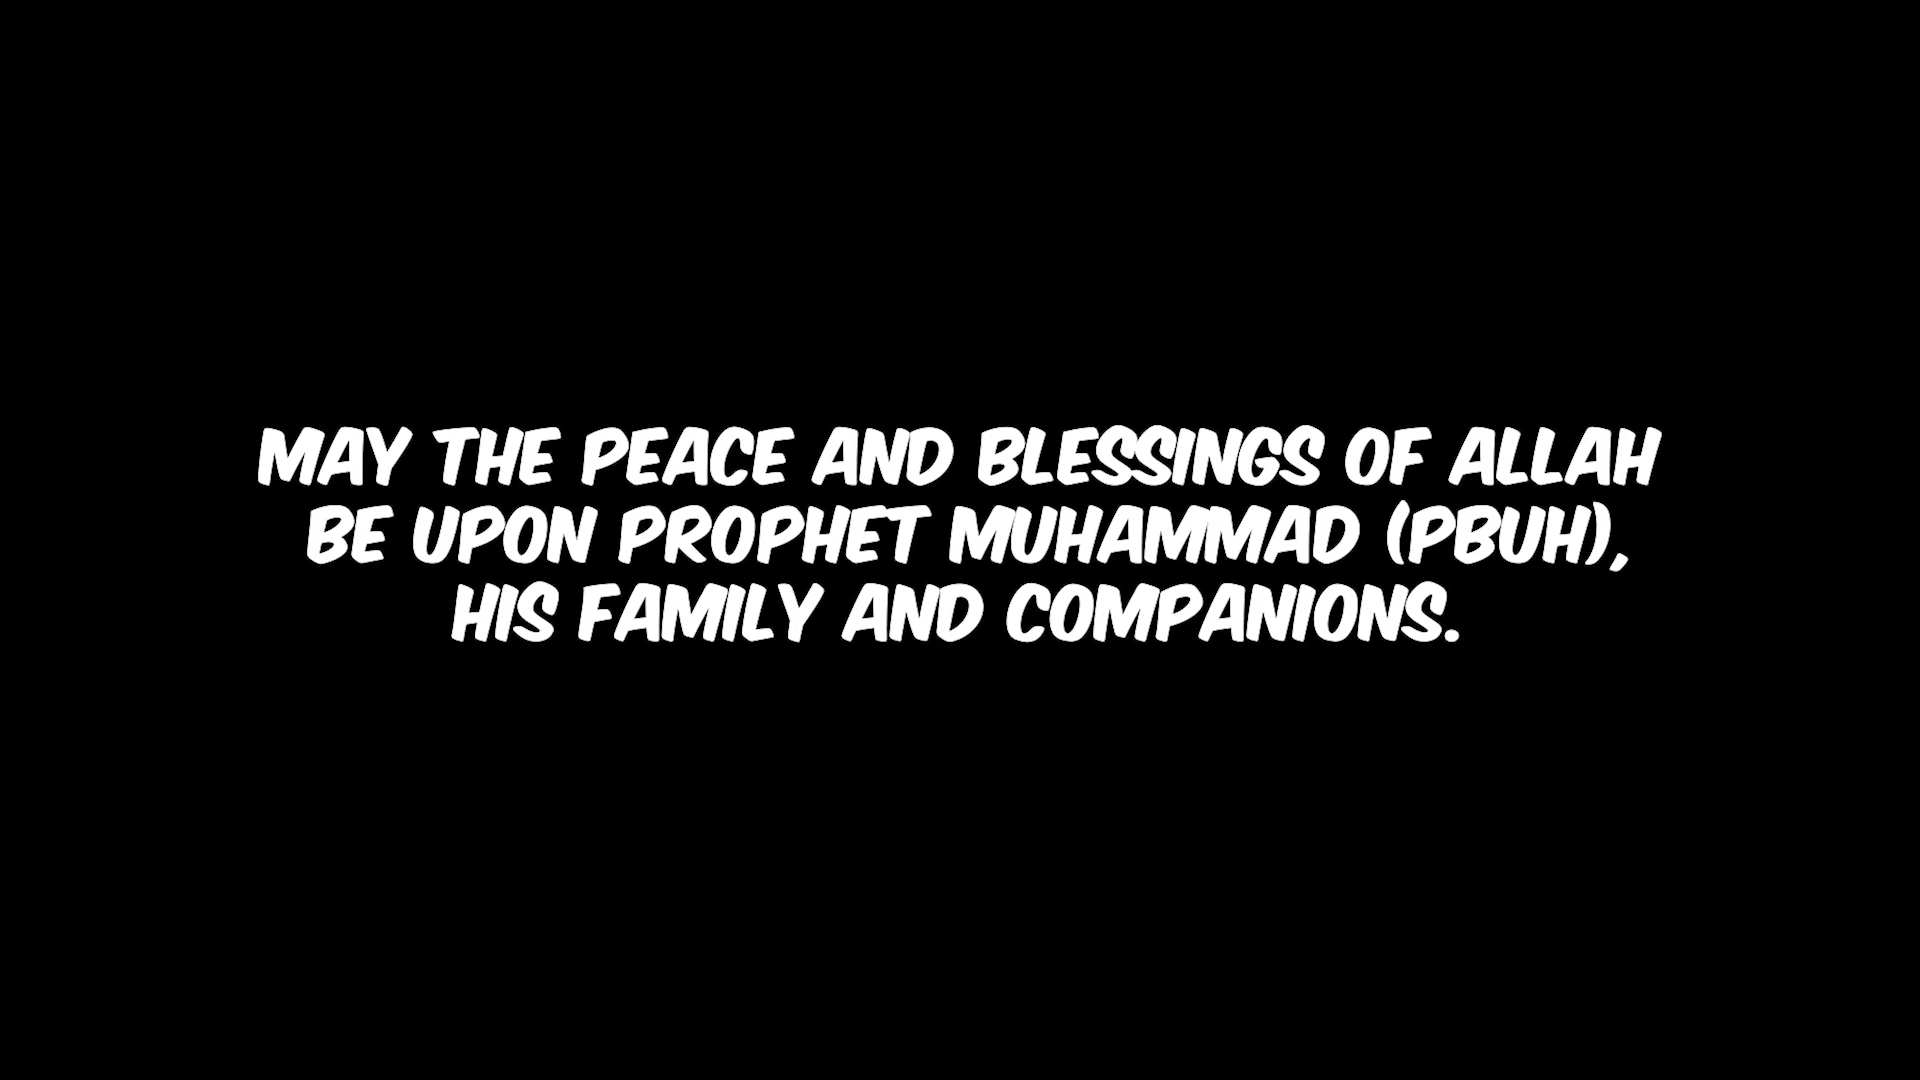 MAY THE PEACE AND BLESSINGS OF ALLAH
BE UPON PROPHET MUHAMMAD (PBUH),
HIS FAMILY AND COMPANIONS.